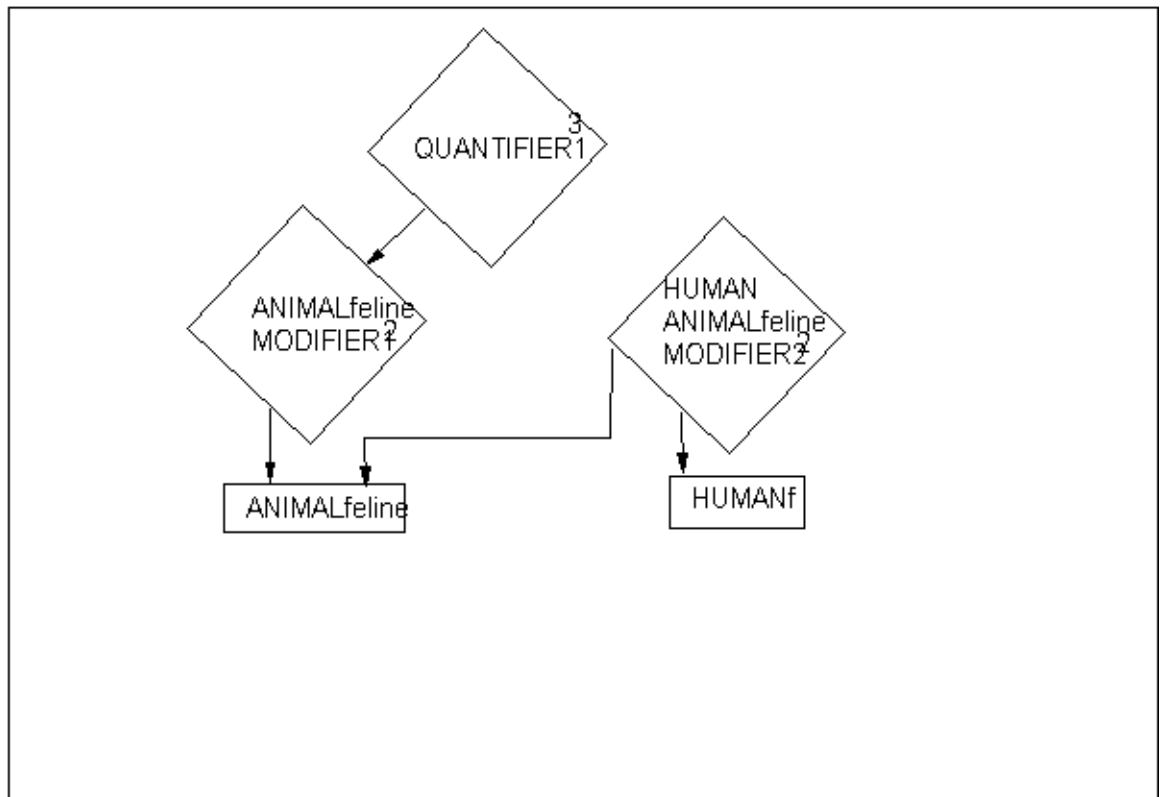 3
QUANTIFIER1
ANIMALfeline
MODIFIER1
2
HUMAN
ANIMALfeline
MODIFIER2
2
ANIMALfeline
HUMANf